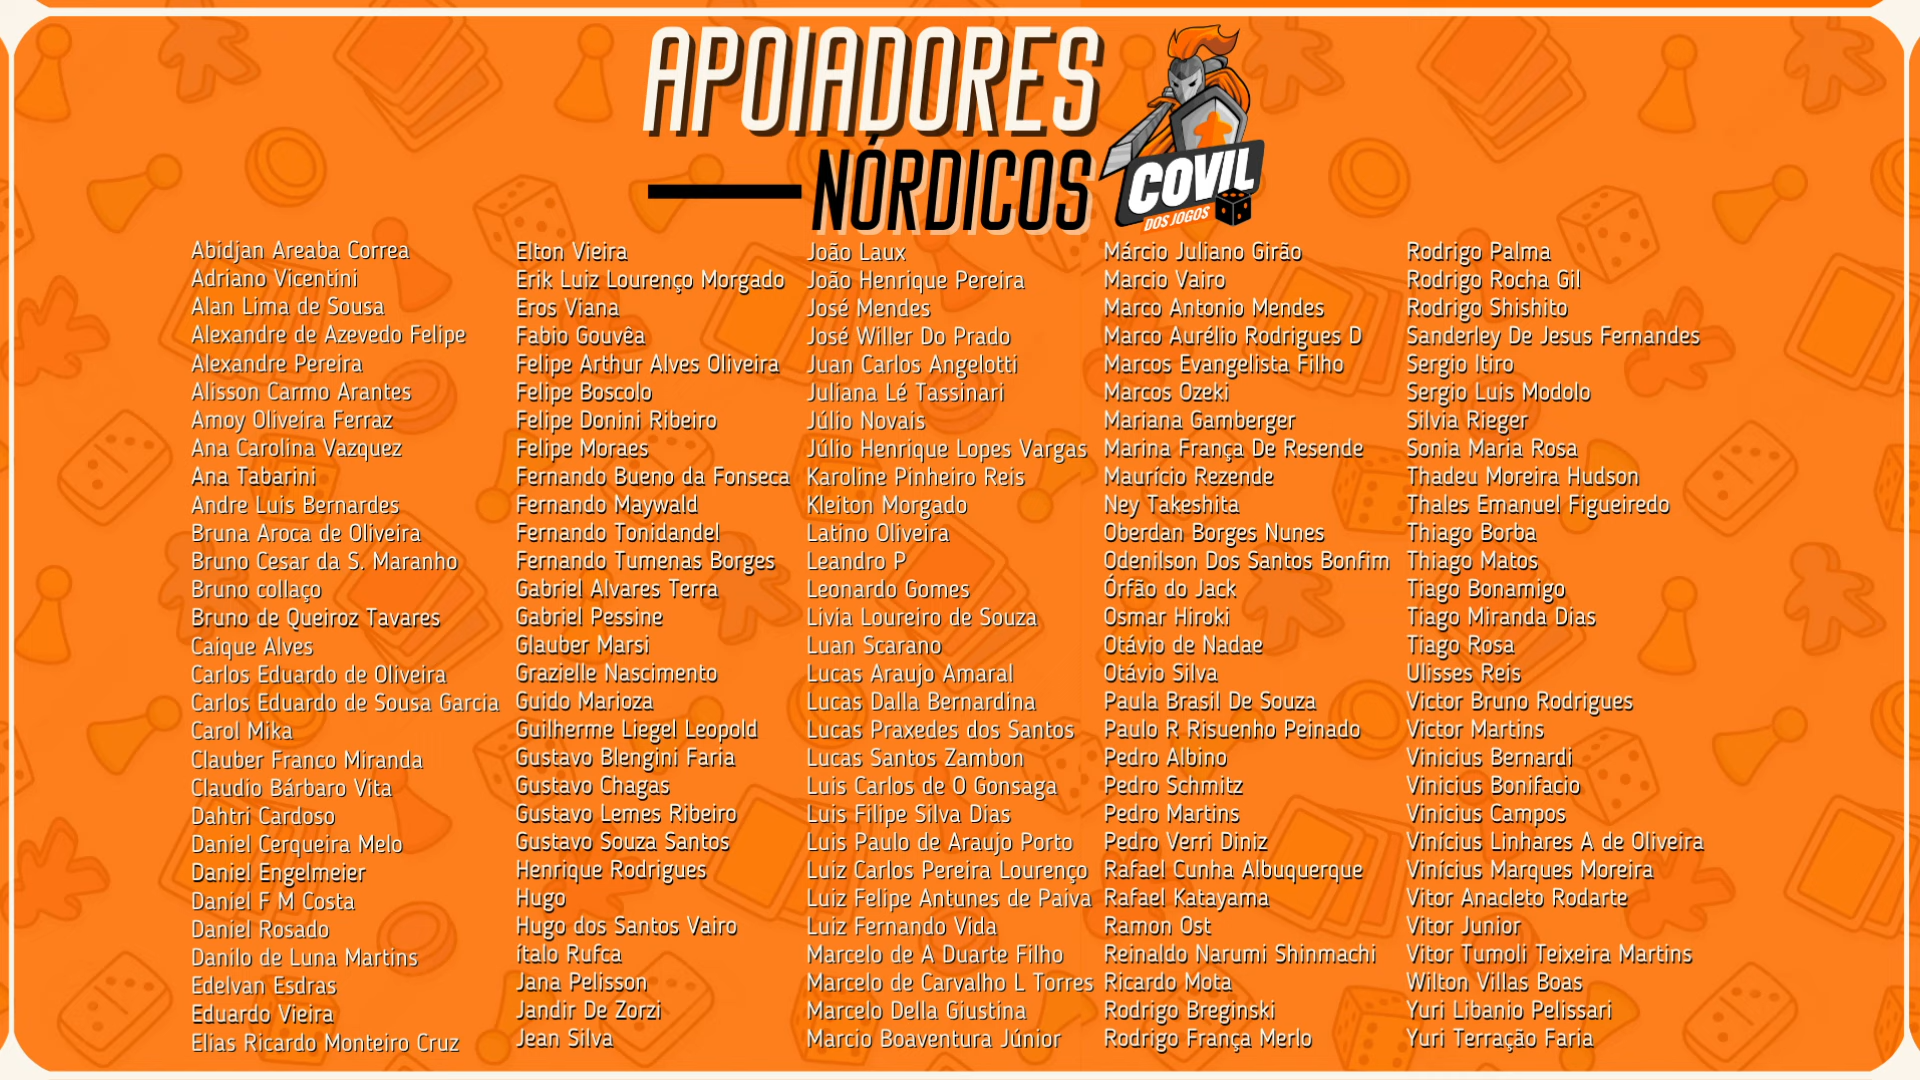 APOIADORES
NÓRDICOS
COVIL
DOS JOGOS
Abidjan Areaba Correa
Adriano Vicentini
Alan Lima de Sousa
Alexandre de Azevedo Felipe
Alexandre Pereira
Alisson Carmo Arantes
Amoy Oliveira Ferraz
Ana Carolina Vazquez
Ana Tabarini
Andre Luis Bernardes
Bruna Aroca de Oliveira
Bruno Cesar da S. Maranho
Bruno collaço
Bruno de Queiroz Tavares
Caique Alves
Carlos Eduardo de Oliveira
Carlos Eduardo de Sousa Garcia
Carol Mika
Clauber Franco Miranda
Claudio Bárbaro Vita
Dahtri Cardoso
Daniel Cerqueira Melo
Daniel Engelmeier
Daniel F M Costa
Daniel Rosado
Danilo de Luna Martins
Edelvan Esdras
Eduardo Vieira
Elias Ricardo Monteiro Cruz
Elton Vieira
Erik Luiz Lourenço Morgado
Eros Viana
Fabio Gouvêa
Felipe Arthur Alves Oliveira
Felipe Boscolo
Felipe Donini Ribeiro
Felipe Moraes
Fernando Bueno da Fonseca
Fernando Maywald
Fernando Tonidandel
Fernando Tumenas Borges
Gabriel Alvares Terra
Gabriel Pessine
Glauber Marsi
Grazielle Nascimento
Guido Marioza
Guilherme Liegel Leopold
Gustavo Blengini Faria
Gustavo Chagas
Gustavo Lemes Ribeiro
Gustavo Souza Santos
Henrique Rodrigues
Hugo
Hugo dos Santos Vairo
ítalo Rufca
Jana Pelisson
Jandir De Zorzi
Jean Silva
João Laux
João Henrique Pereira
José Mendes
José Willer Do Prado
Juan Carlos Angelotti
Juliana Lé Tassinari
Júlio Novais
Júlio Henrique Lopes Vargas
Karoline Pinheiro Reis
Kleiton Morgado
Latino Oliveira
Leandro P
Leonardo Gomes
Livia Loureiro de Souza
Luan Scarano
Lucas Araujo Amaral
Lucas Dalla Bernardina
Lucas Praxedes dos Santos
Lucas Santos Zambon
Luis Carlos de O Gonsaga
Luis Filipe Silva Dias
Luis Paulo de Araujo Porto
Luiz Carlos Pereira Lourenço
Luiz Felipe Antunes de Paiva
Luiz Fernando Vida
Marcelo de A Duarte Filho
Marcelo de Carvalho L Torres
Marcelo Della Giustina
Marcio Boaventura Júnior
Márcio Juliano Girão
Marcio Vairo
Marco Antonio Mendes
Marco Aurélio Rodrigues D
Marcos Evangelista Filho
Marcos Ozeki
Mariana Gamberger
Marina França De Resende
Maurício Rezende
Ney Takeshita
Oberdan Borges Nunes
Odenilson Dos Santos Bonfim
Órfão do Jack
Osmar Hiroki
Otávio de Nadae
Otávio Silva
Paula Brasil De Souza
Paulo R Risuenho Peinado
Pedro Albino
Pedro Schmitz
Pedro Martins
Pedro Verri Diniz
Rafael Cunha Albuquerque
Rafael Katayama
Ramon Ost
Reinaldo Narumi Shinmachi
Ricardo Mota
Rodrigo Breginski
Rodrigo França Merlo
Rodrigo Palma
Rodrigo Rocha Gil
Rodrigo Shishito
Sanderley De Jesus Fernandes
Sergio Itiro
Sergio Luis Modolo
Silvia Rieger
Sonia Maria Rosa
Thadeu Moreira Hudson
Thales Emanuel Figueiredo
Thiago Borba
Thiago Matos
Tiago Bonamigo
Tiago Miranda Dias
Tiago Rosa
Ulisses Reis
Victor Bruno Rodrigues
Victor Martins
Vinicius Bernardi
Vinicius Bonifacio
Vinicius Campos
Vinícius Linhares A de Oliveira
Vinícius Marques Moreira
Vitor Anacleto Rodarte
Vitor Junior
Vitor Tumoli Teixeira Martins
Wilton Villas Boas
Yuri Libanio Pelissari
Yuri Terração Faria